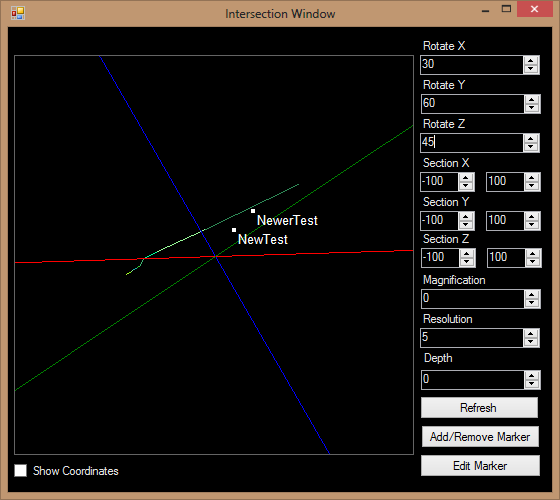 Intersection Window
Rotate X
30
Rotate Y
60
Rotate Z
45
Section X
-100 100
Section Y
-100 100
Section Z
-100 100
Magnification
0
Resolution
5
Depth
0
Refresh
Add/Remove Marker
Edit Marker
NewerTest
NewTest
Show Coordinates